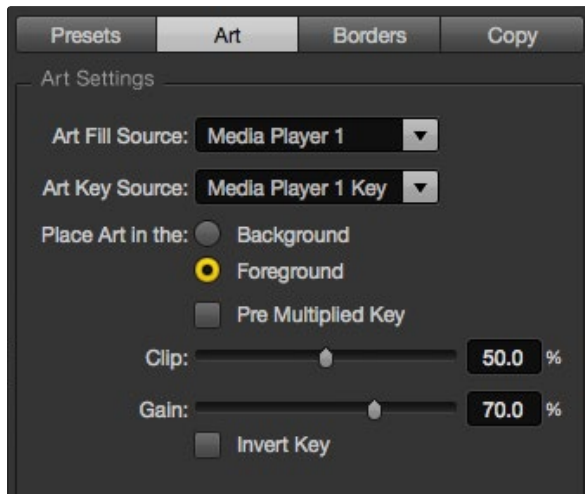 Presets Art Borders Copy
Art Settings
Art Fill Source: Media Player 1
Art Key Source: Media Player 1 Key
Place Art in the: Background
Foreground
Pre Multiplied Key
Clip: 50.0 %
Gain: 70.0 %
Invert Key